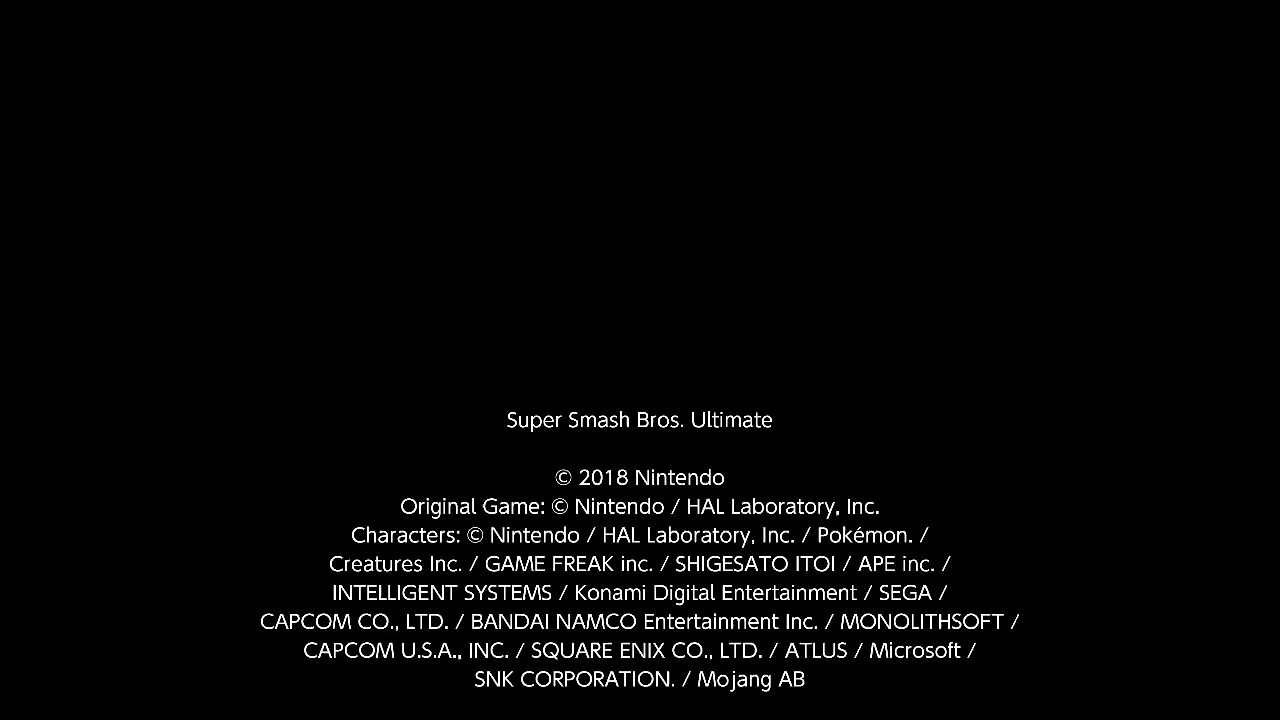 Super Smash Bros. Ultimate
© 2018 Nintendo
Original Game: © Nintendo / HAL Laboratory, Inc.
Characters: © Nintendo / HAL Laboratory, Inc. / Pokémon. /
Creatures Inc. / GAME FREAK inc. / SHIGESATO ITOI / APE inc. /
INTELLIGENT SYSTEMS / Konami Digital Entertainment / SEGA /
CAPCOM CO., LTD. / BANDAI NAMCO Entertainment Inc. / MONOLITHSOFT /
CAPCOM U.S.A., INC. / SQUARE ENIX CO., LTD. / ATLUS / Microsoft /
SNK CORPORATION. / Mojang AB